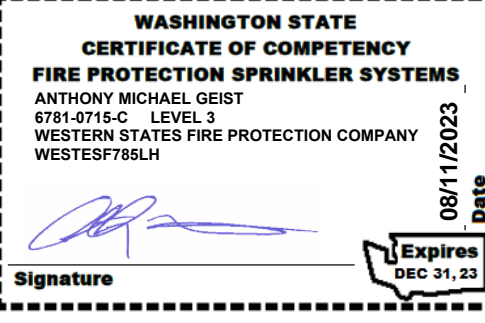 WASHINGTON STATE
CERTIFICATE OF COMPETENCY
FIRE PROTECTION SPRINKLER SYSTEMS
ANTHONY MICHAEL GEIST
6781-0715-C LEVEL 3
WESTERN STATES FIRE PROTECTION COMPANY
WESTESF785LH
08/11/2023
Date
Signature
Expires
DEC 31, 23